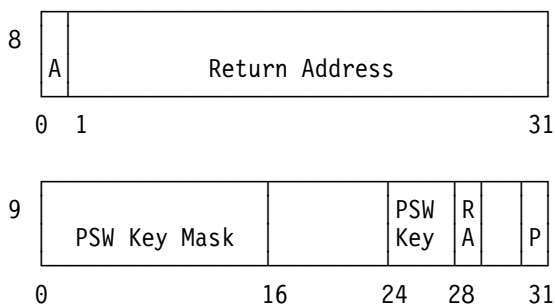 8
A Return Address
0 1 31
9 PSW R
PSW Key Mask Key A P
0 16 24 28 31